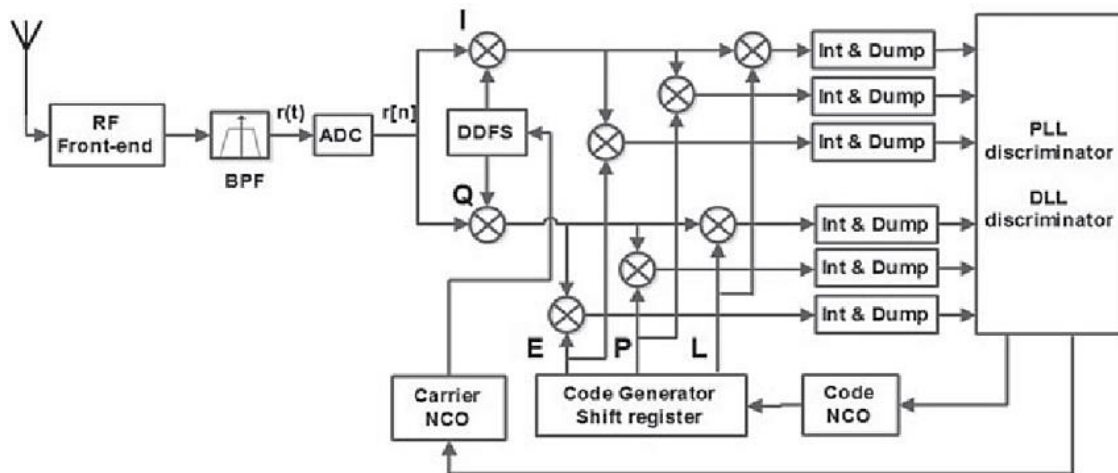 I
Int & Dump
Int & Dump
RF
Front-end
r(t)
ADC
r[n]
DDFS
Int & Dump
PLL
discriminator
BPF
Q
DLL
discriminator
Int & Dump
Int & Dump
Int & Dump
E
P
L
Carrier
NCO
Code Generator
Shift register
Code
NCO